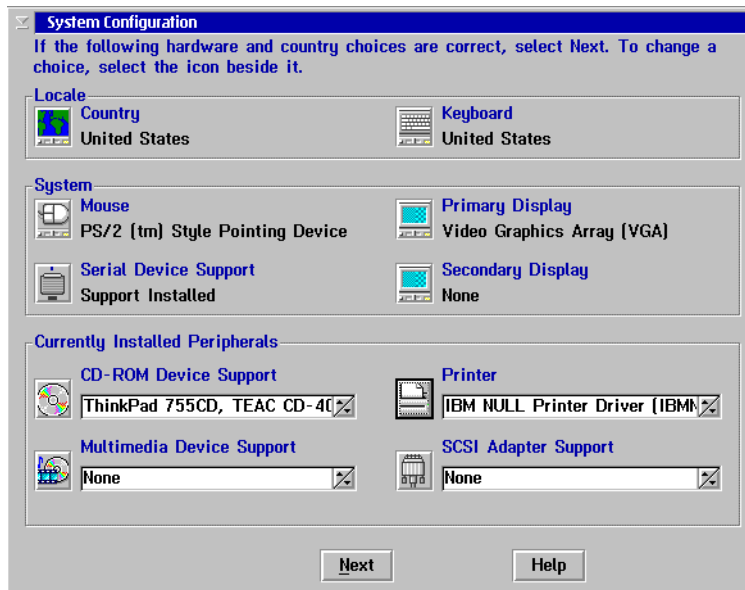 System Configuration
If the following hardware and country choices are correct, select Next. To change a
choice, select the icon beside it.
Locale
Country
United States
Keyboard
United States
System
Mouse
PS/2 (tm) Style Pointing Device
Primary Display
Video Graphics Array (VGA)
Serial Device Support
Support Installed
Secondary Display
None
Currently Installed Peripherals
CD-ROM Device Support
ThinkPad 755CD, TEAC CD-40
Printer
IBM NULL Printer Driver (IBMN
Multimedia Device Support
None
SCSI Adapter Support
None
Next
Help